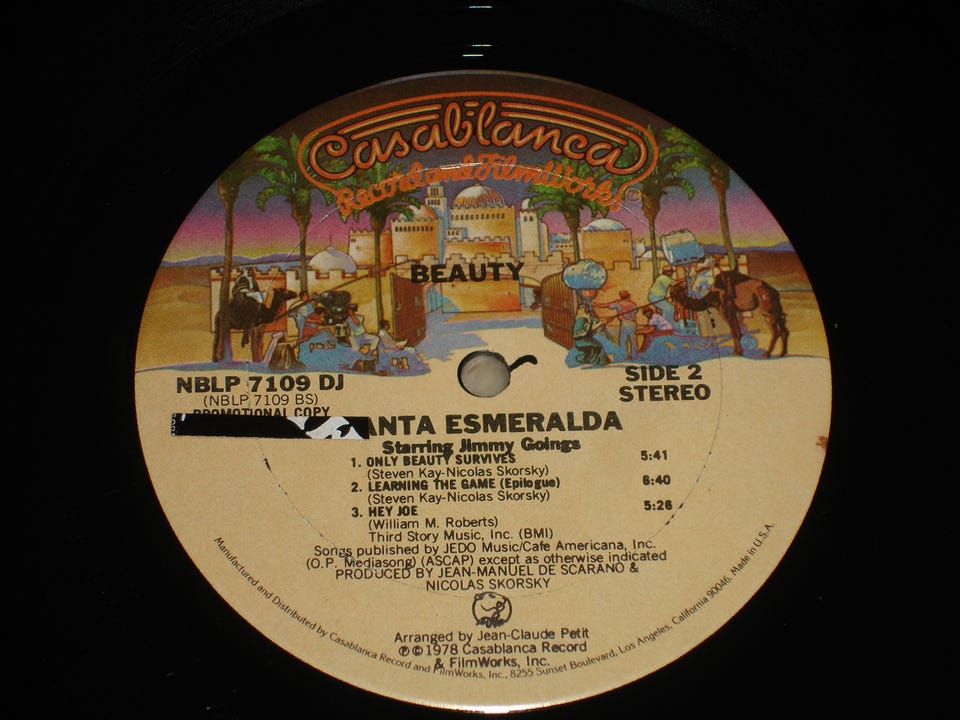 Casablanca
Record and FilmWorks
BEAUTY
NBLP 7109 DJ
(NBLP 7109 BS)
PROMOTIONAL COPY
SIDE 2
STEREO
ANTA ESMERALDA
Starring Jimmy Goings
1. ONLY BEAUTY SURVIVES 5:41
(Steven Kay-Nicolas Skorsky)
2. LEARNING THE GAME (Epilogue) 6:40
(Steven Kay-Nicolas Skorsky)
3. HEY JOE 5:26
(William M. Roberts)
Third Story Music, Inc. (BMI)
Songs published by JEDO Music/Cafe Americana, Inc.
(O.P. Mediasong) (ASCAP) except as otherwise indicated
PRODUCED BY JEAN-MANUEL DE SCARANO &
NICOLAS SKORSKY
Arranged by Jean-Claude Petit
℗©1978 Casablanca Record
& FilmWorks, Inc.
Manufactured and Distributed by Casablanca Record and FilmWorks, Inc., 8255 Sunset Boulevard, Los Angeles, California 90046. Made in U.S.A.